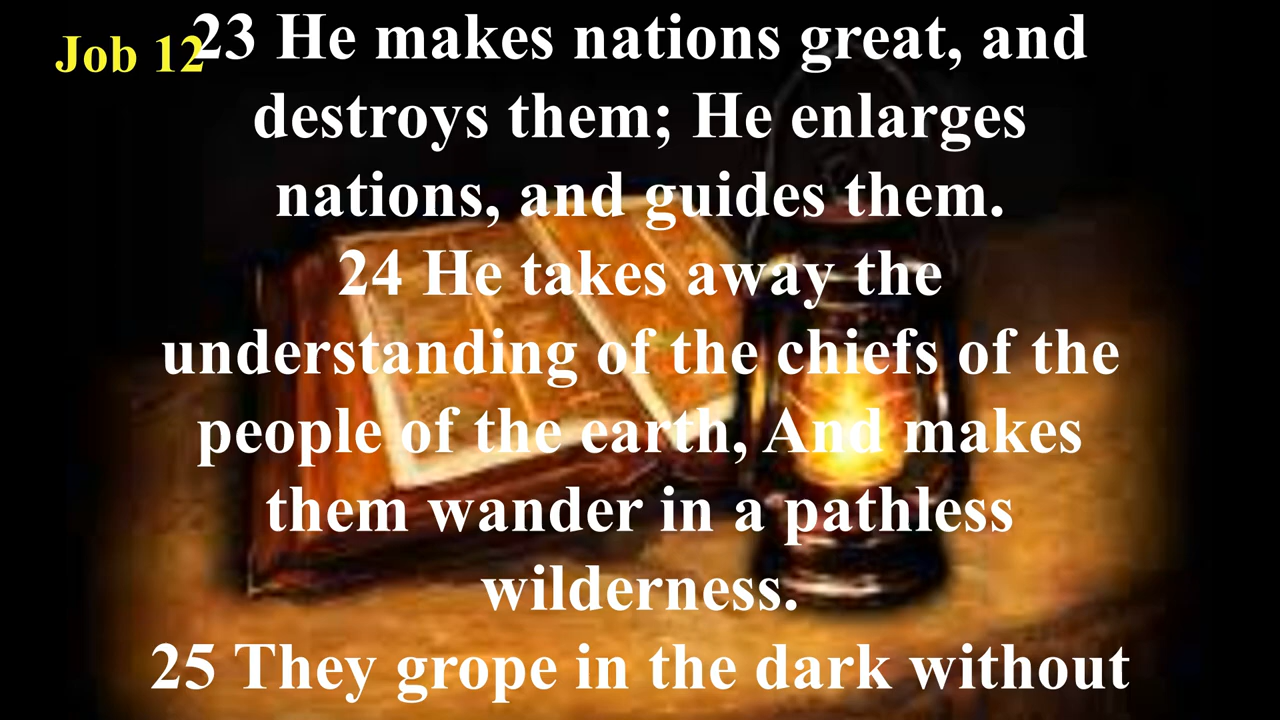 Job 12
23 He makes nations great, and
destroys them; He enlarges
nations, and guides them.
24 He takes away the
understanding of the chiefs of the
people of the earth, And makes
them wander in a pathless
wilderness.
25 They grope in the dark without